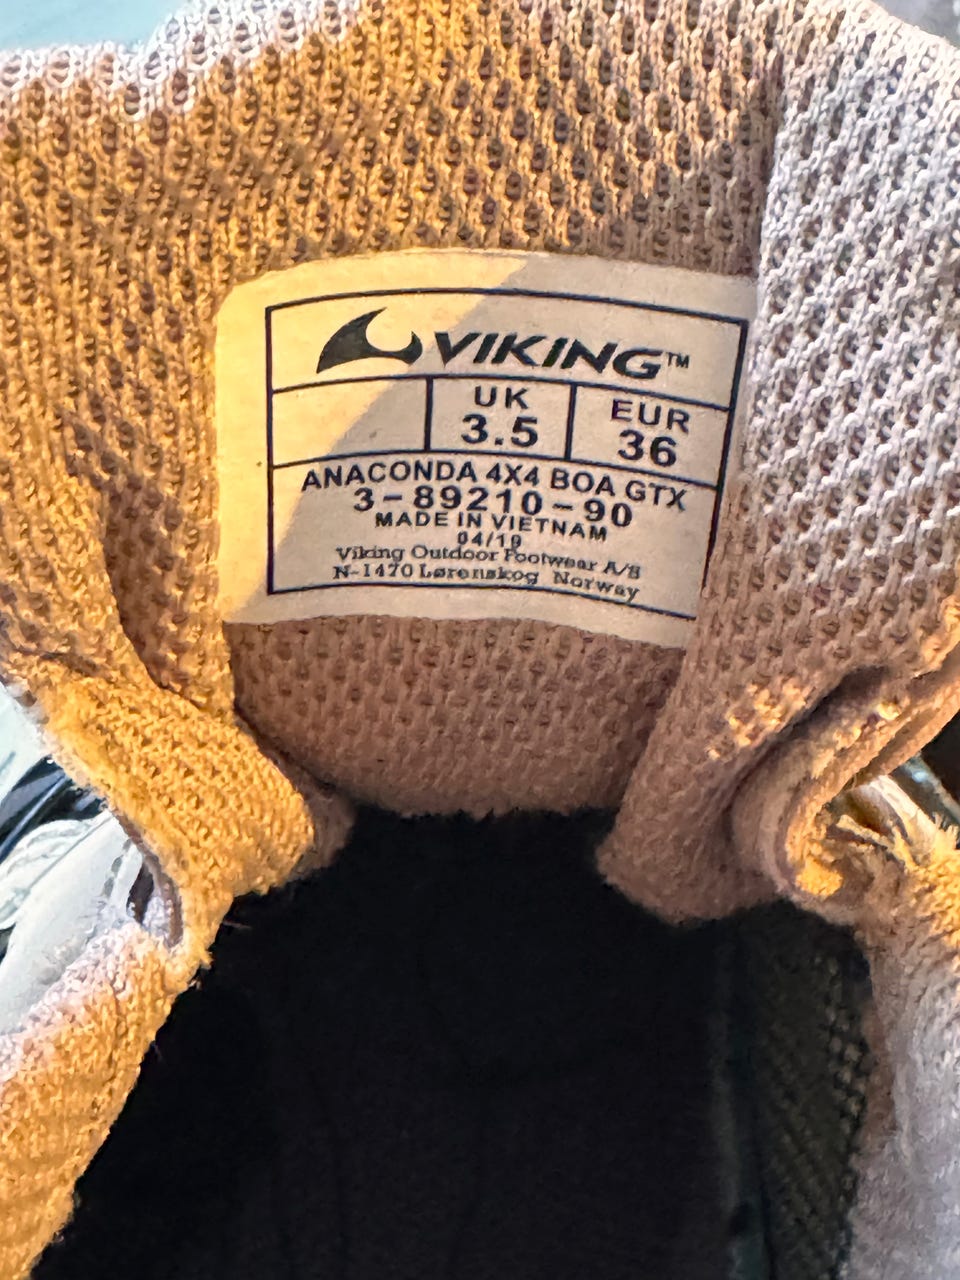 VIKING™
UK
3.5
EUR
36
ANACONDA 4X4 BOA GTX
3-89210-90
MADE IN VIETNAM
04/19
Viking Outdoor Footwear A/S
N-1470 Lørenskog Norway